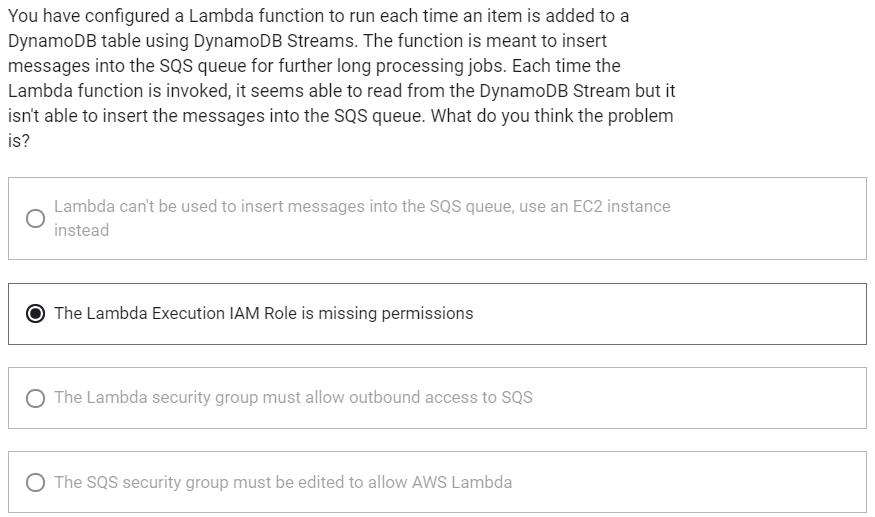 You have configured a Lambda function to run each time an item is added to a
DynamoDB table using DynamoDB Streams. The function is meant to insert
messages into the SQS queue for further long processing jobs. Each time the
Lambda function is invoked, it seems able to read from the DynamoDB Stream but it
isn't able to insert the messages into the SQS queue. What do you think the problem
is?
Lambda can't be used to insert messages into the SQS queue, use an EC2 instance
instead
The Lambda Execution IAM Role is missing permissions
The Lambda security group must allow outbound access to SQS
The SQS security group must be edited to allow AWS Lambda